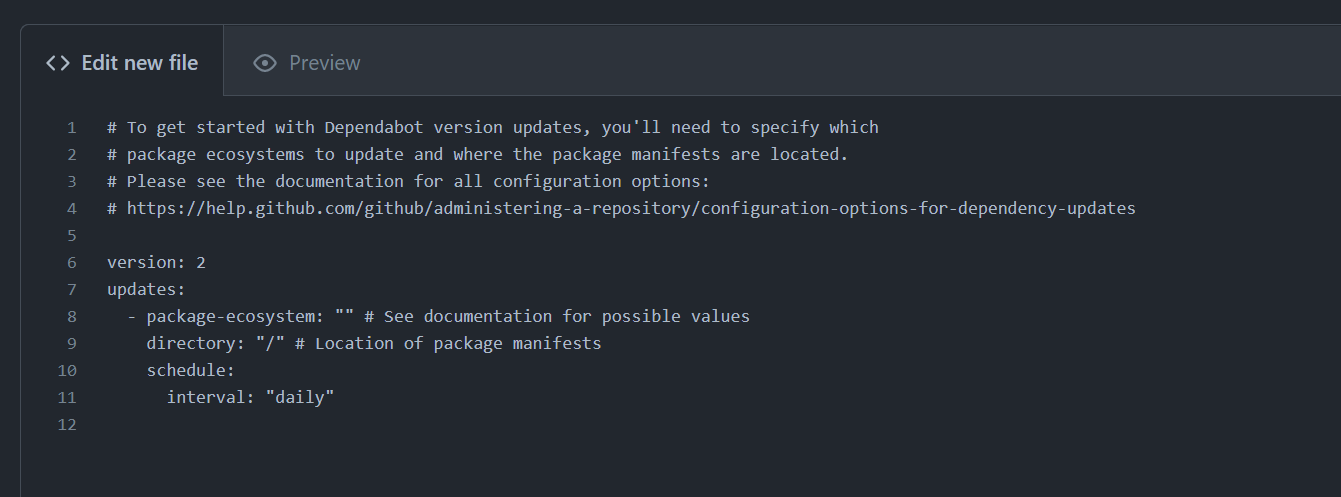 Edit new file Preview
1 # To get started with Dependabot version updates, you'll need to specify which
2 # package ecosystems to update and where the package manifests are located.
3 # Please see the documentation for all configuration options:
4 # https://help.github.com/github/administering-a-repository/configuration-options-for-dependency-updates
5
6 version: 2
7 updates:
8   - package-ecosystem: "" # See documentation for possible values
9     directory: "/" # Location of package manifests
10     schedule:
11       interval: "daily"
12